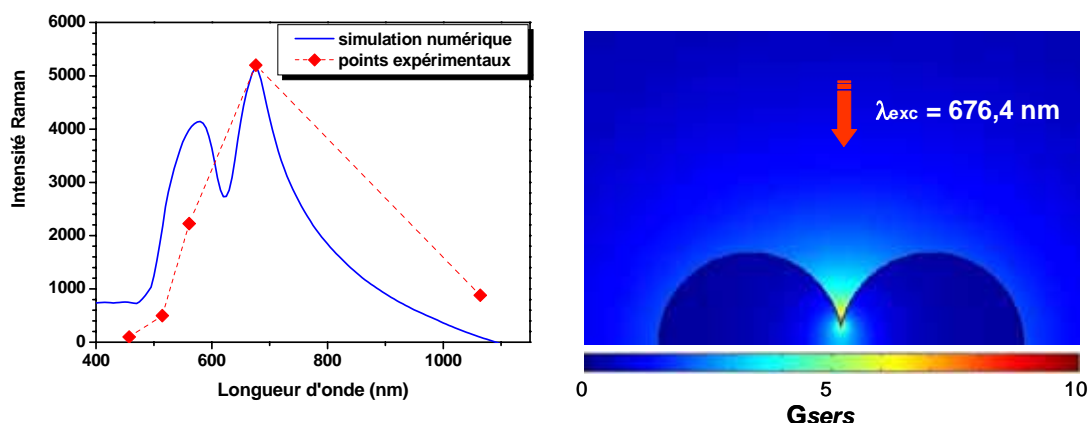 6000
5000
4000
3000
2000
1000
0
Intensité Raman
simulation numérique
points expérimentaux
400 600 800 1000
Longueur d'onde (nm)
λexc = 676,4 nm
0 5 10
Gsers